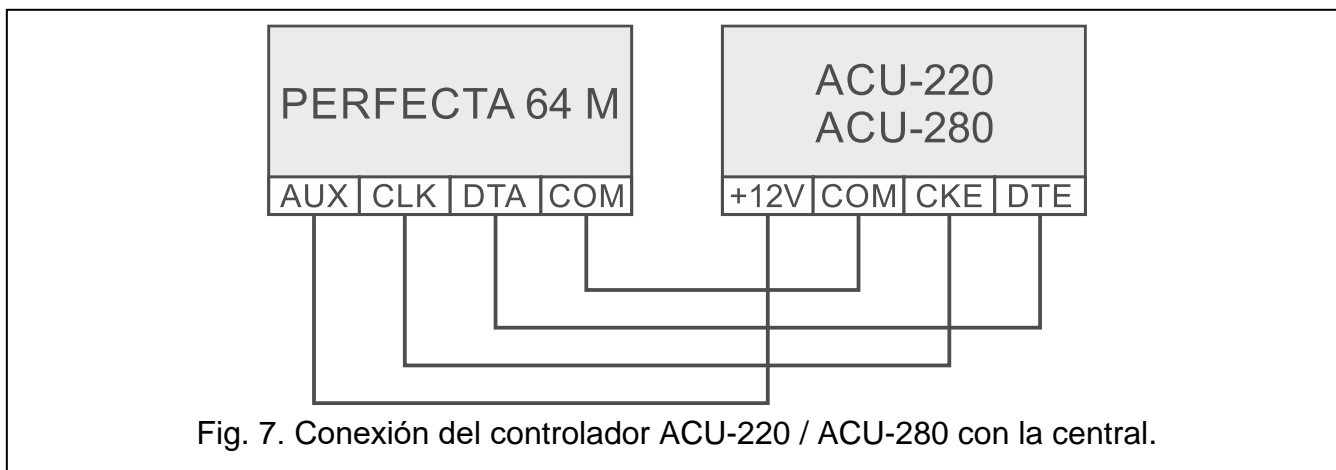 PERFECTA 64 M
AUX CLK DTA COM
ACU-220
ACU-280
+12V COM CKE DTE
Fig. 7. Conexión del controlador ACU-220 / ACU-280 con la central.